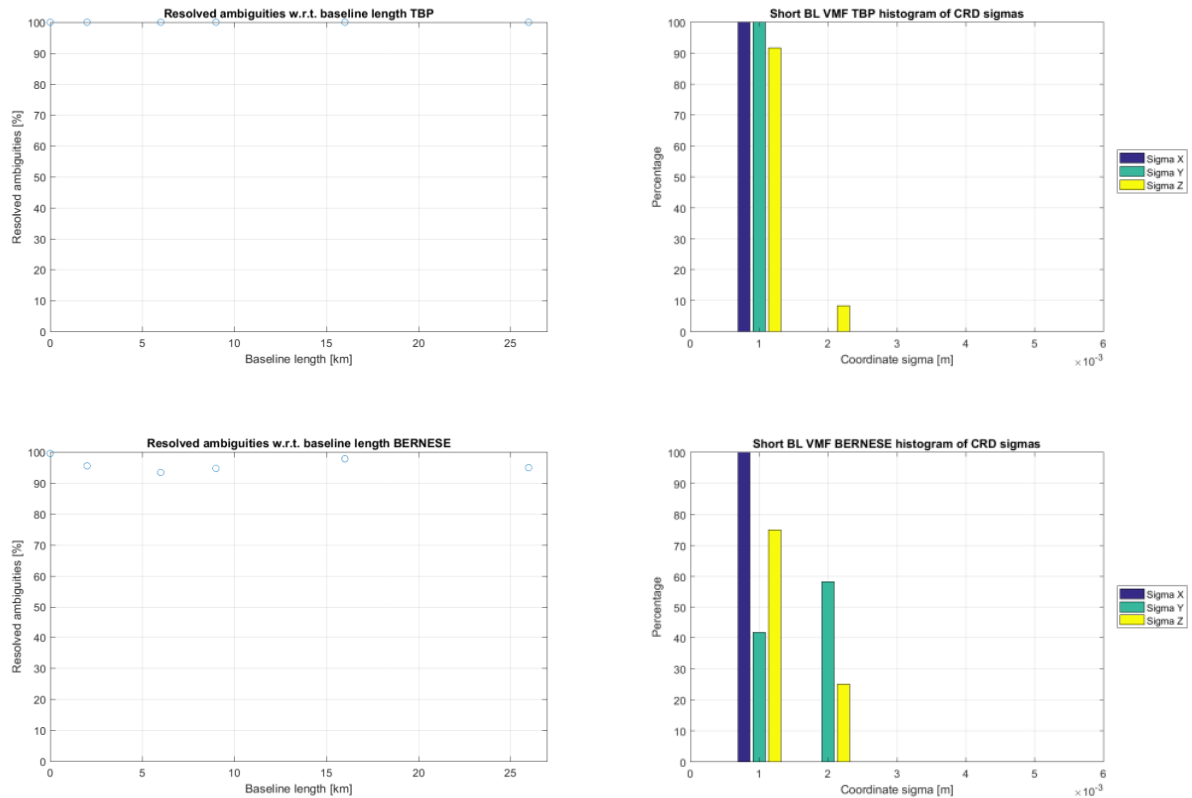 Resolved ambiguities w.r.t. baseline length TBP
100
90
80
70
60
50
40
30
20
10
0
Resolved ambiguities [%]
0 5 10 15 20 25
Baseline length [km]
Short BL VMF TBP histogram of CRD sigmas
100
90
80
70
60
50
40
30
20
10
0
Percentage
0 1 2 3 4 5 6
Coordinate sigma [m]
×10⁻³
Sigma X
Sigma Y
Sigma Z
Resolved ambiguities w.r.t. baseline length BERNESE
100
90
80
70
60
50
40
30
20
10
0
Resolved ambiguities [%]
0 5 10 15 20 25
Baseline length [km]
Short BL VMF BERNESE histogram of CRD sigmas
100
90
80
70
60
50
40
30
20
10
0
Percentage
0 1 2 3 4 5 6
Coordinate sigma [m]
×10⁻³
Sigma X
Sigma Y
Sigma Z